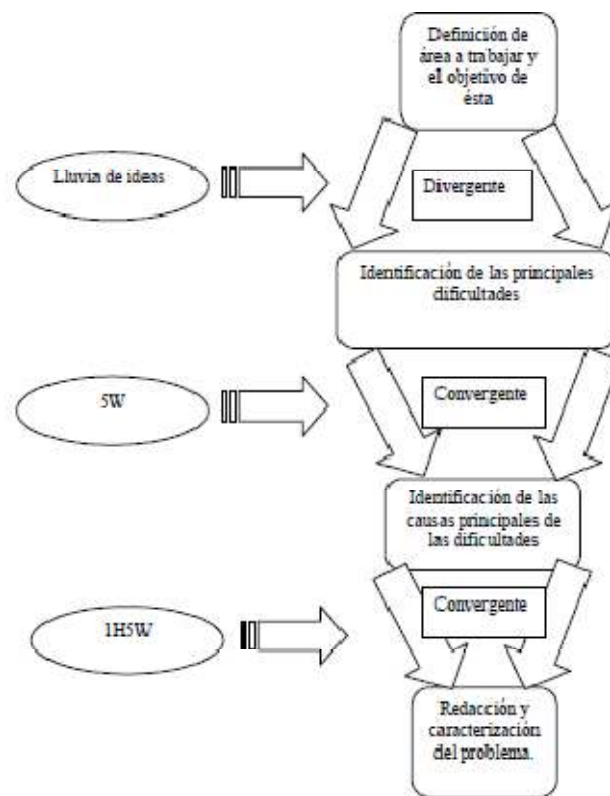 Definición de
área a trabajar y
el objetivo de
ésta
Lluvia de ideas
Divergente
Identificación de las principales
dificultades
5W
Convergente
Identificación de las
causas principales de
las dificultades
1H5W
Convergente
Redacción y
caracterización
del problema.